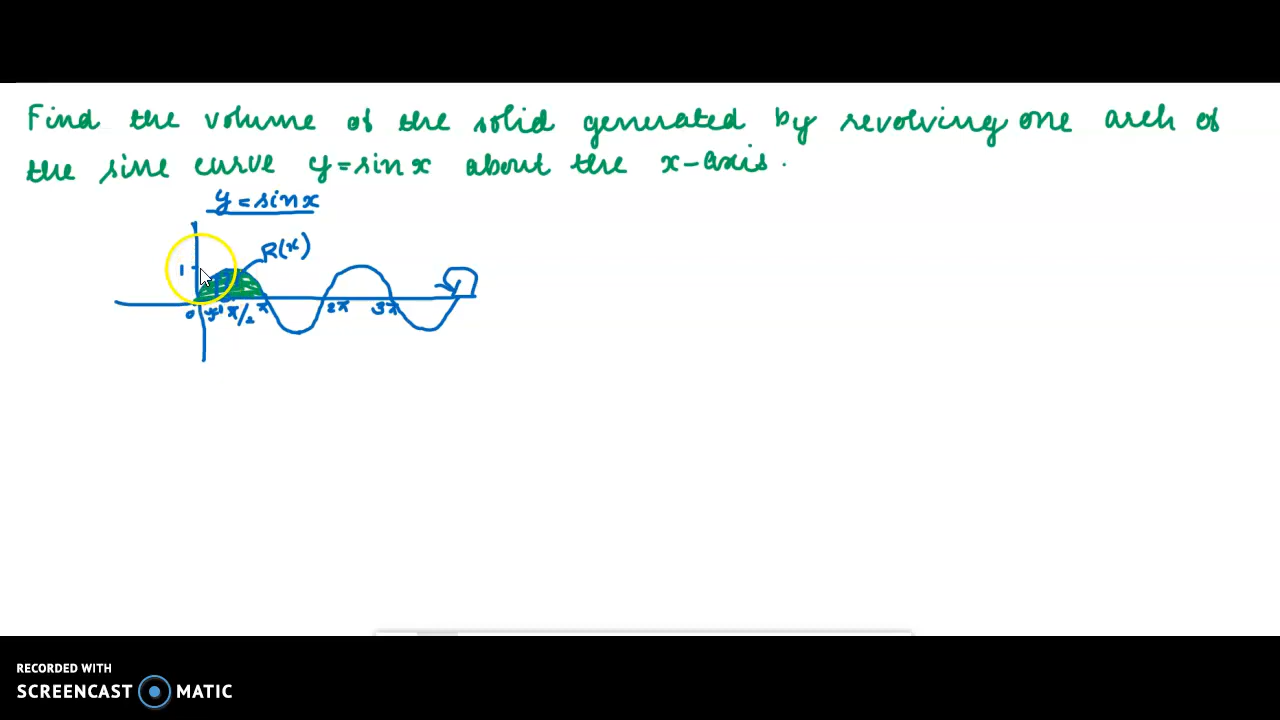 Find the volume of the solid generated by revolving one arch of
the sine curve y=sin x about the x-axis.
y=sin x
R(x)
1
0 π/2 π 2π 3π
RECORDED WITH
SCREENCAST MATIC